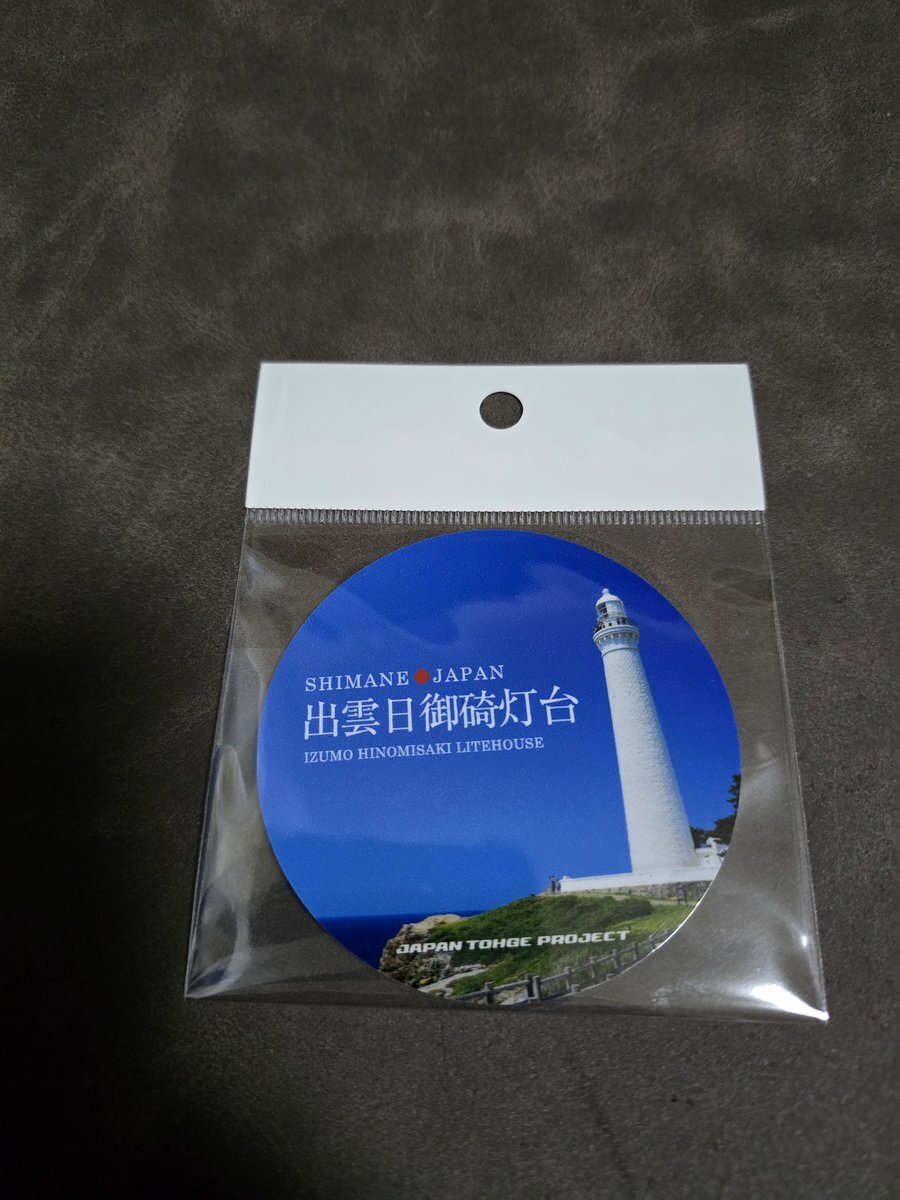 SHIMANE●JAPAN
出雲日御碕灯台
IZUMO HINOMISAKI LITEHOUSE
JAPAN TOHGE PROJECT